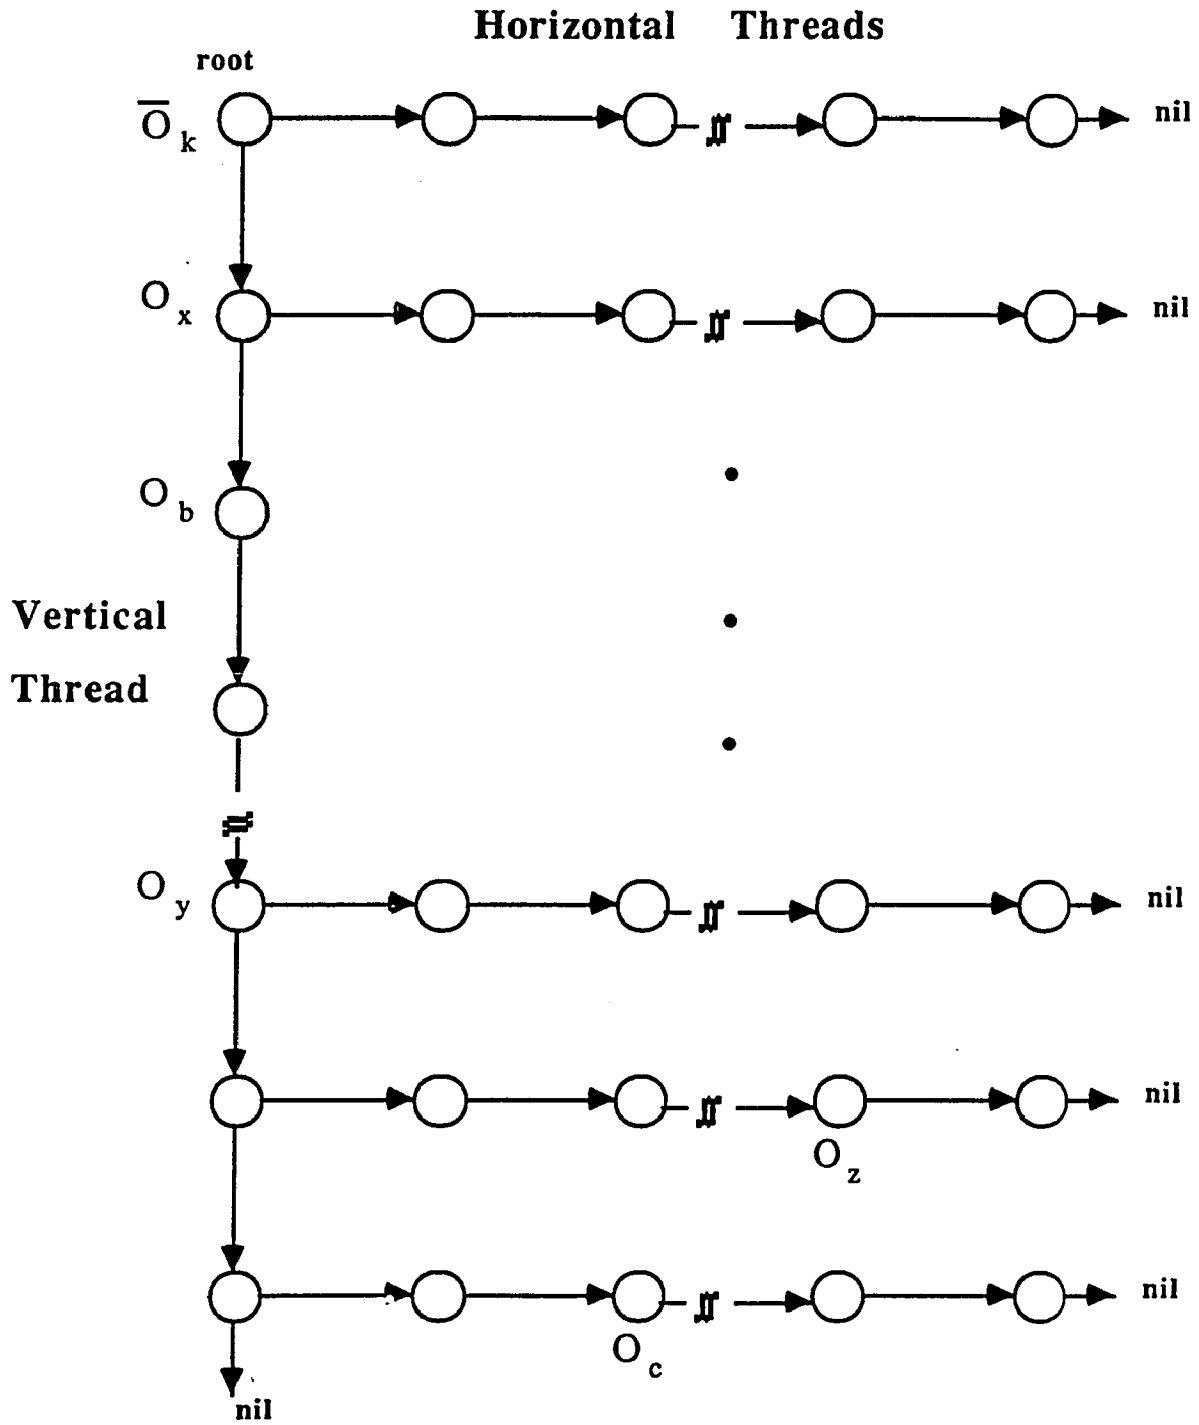 Horizontal Threads
root
O̅ k
nil
O x
nil
O b
Vertical
Thread
O y
nil
nil
O z
nil
O c
nil